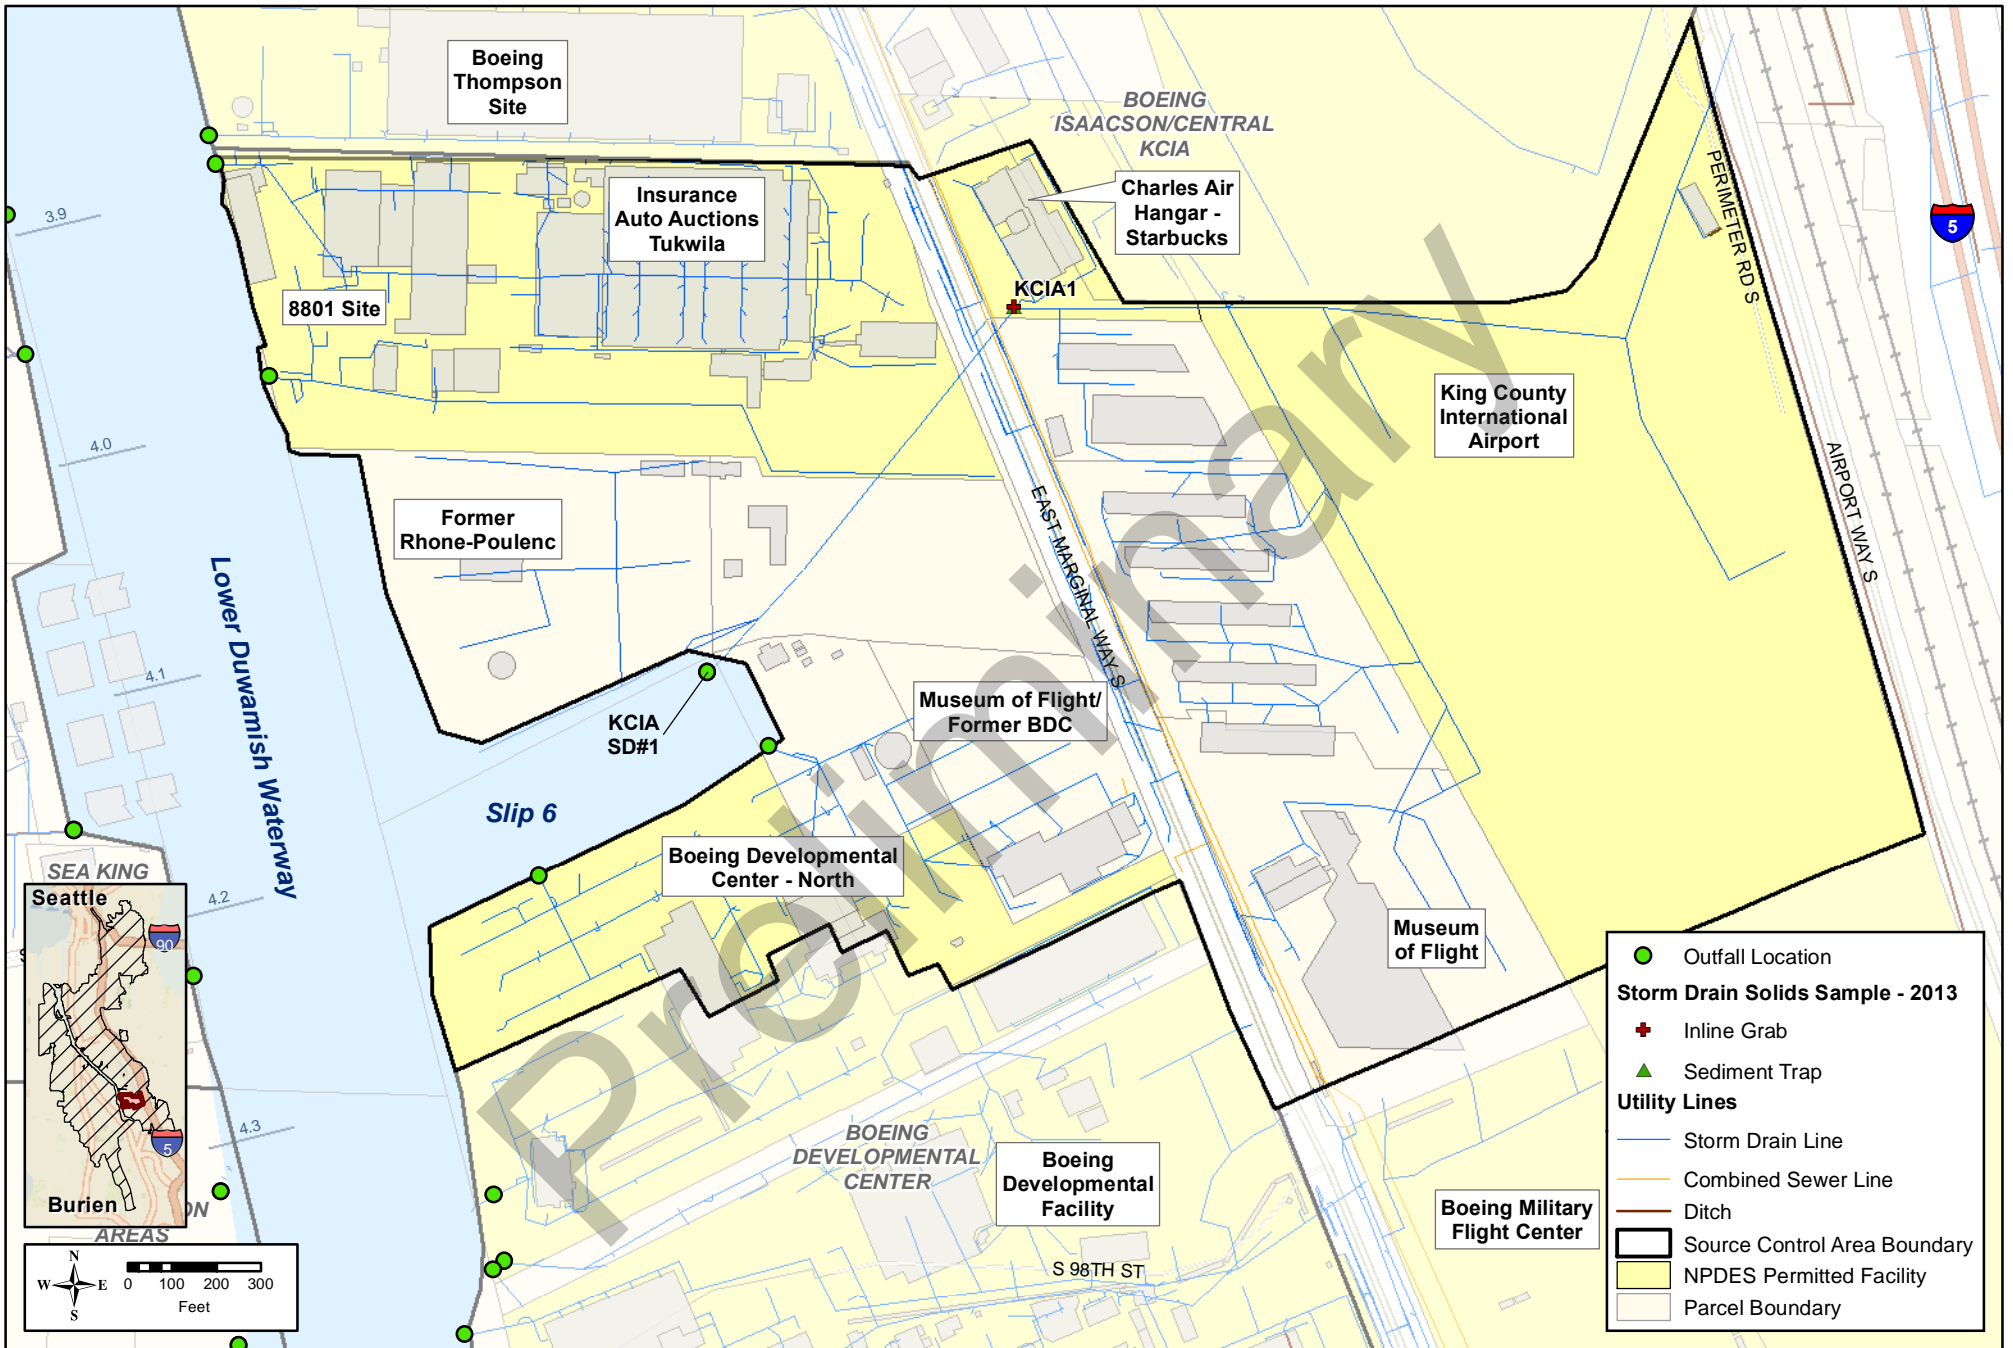 Boeing
Thompson
Site
BOEING
ISAACSON/CENTRAL
KCIA
Insurance
Auto Auctions
Tukwila
Charles Air
Hangar -
Starbucks
PERIMETER RD S
5
3.9
8801 Site
KCIA1
King County
International
Airport
4.0
AIRPORT WAY S
EAST MARGINAL WAY S
Former
Rhone-Poulenc
Lower Duwamish Waterway
4.1
KCIA
SD#1
Museum of Flight/
Former BDC
Slip 6
Boeing Developmental
Center - North
SEA KING
4.2
Museum
of Flight
Preliminary
Seattle
90
5
Burien
ON
AREAS
4.3
BOEING
DEVELOPMENTAL
CENTER
Boeing
Developmental
Facility
Boeing Military
Flight Center
S 98TH ST
N
W E
S
0 100 200 300
Feet
Outfall Location
Storm Drain Solids Sample - 2013
Inline Grab
Sediment Trap
Utility Lines
Storm Drain Line
Combined Sewer Line
Ditch
Source Control Area Boundary
NPDES Permitted Facility
Parcel Boundary